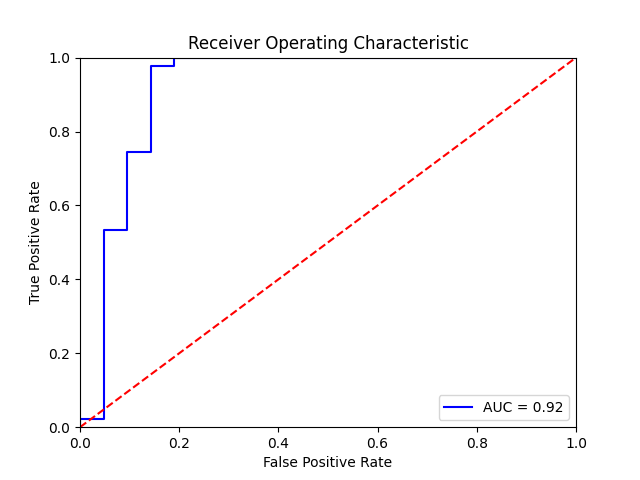 Receiver Operating Characteristic
1.0
0.8
0.6
0.4
0.2
0.0
True Positive Rate
AUC = 0.92
0.0 0.2 0.4 0.6 0.8 1.0
False Positive Rate